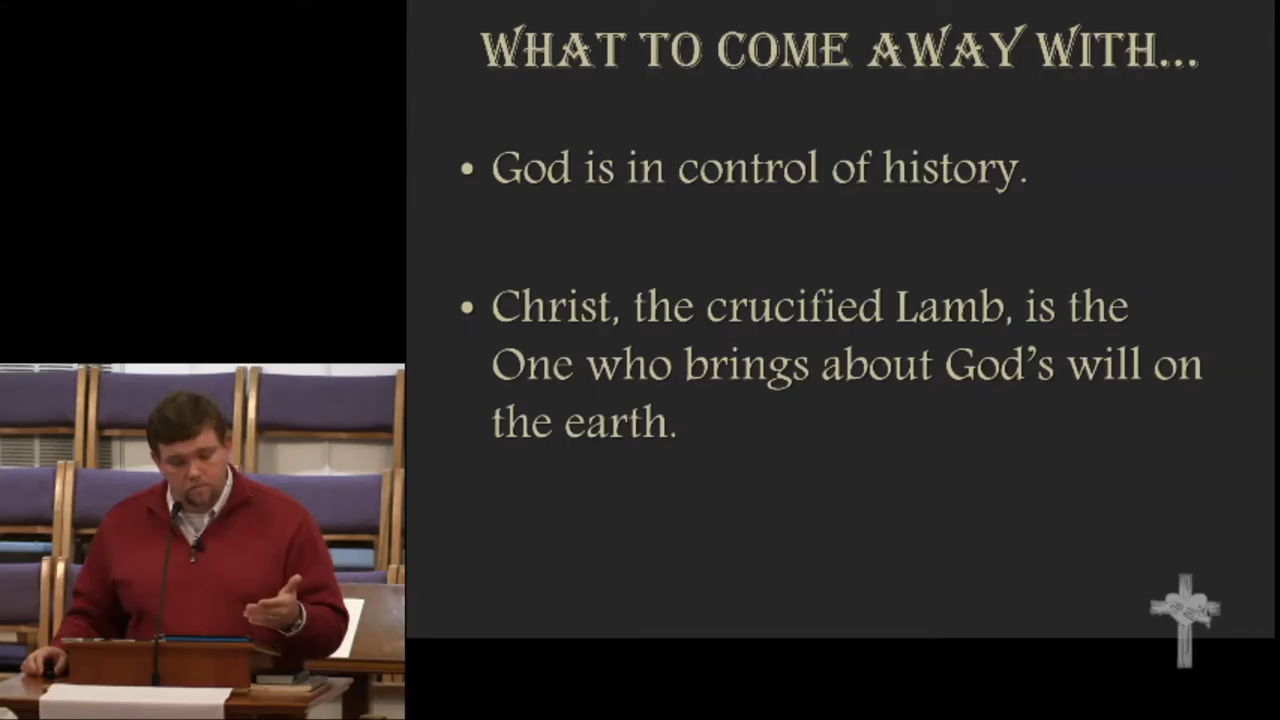 WHAT TO COME AWAY WITH...
• God is in control of history.
• Christ, the crucified Lamb, is the
One who brings about God's will on
the earth.